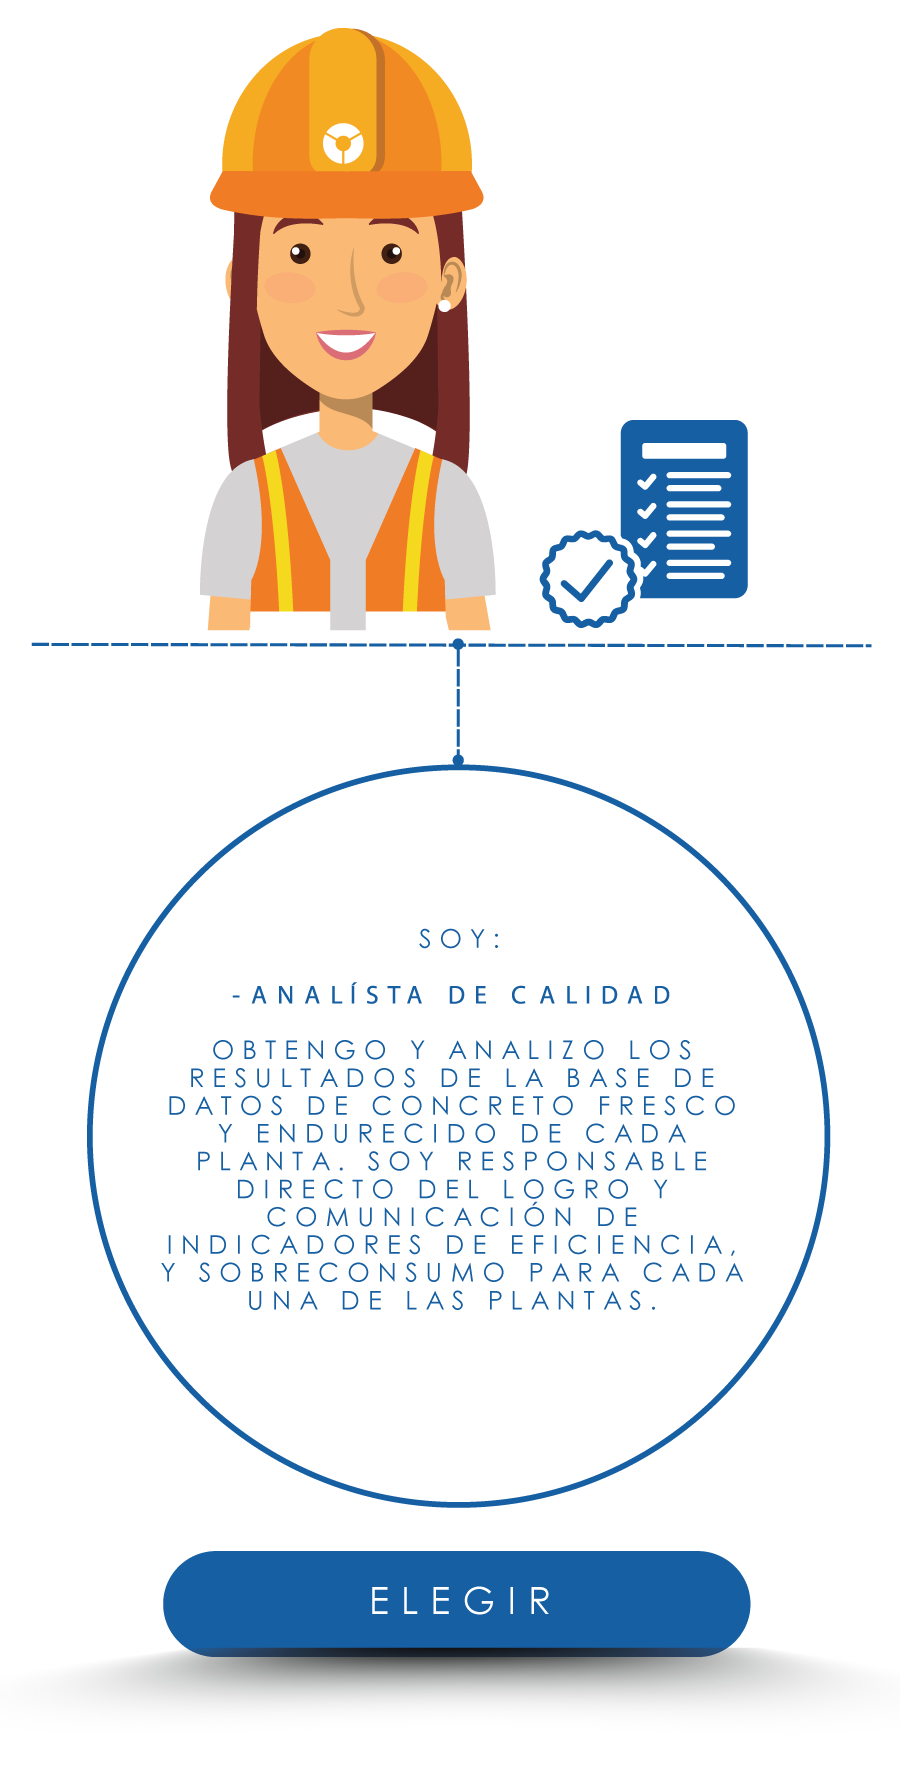 SOY:
-ANALÍSTA DE CALIDAD
OBTENGO Y ANALIZO LOS
RESULTADOS DE LA BASE DE
DATOS DE CONCRETO FRESCO
Y ENDURECIDO DE CADA
PLANTA. SOY RESPONSABLE
DIRECTO DEL LOGRO Y
COMUNICACIÓN DE
INDICADORES DE EFICIENCIA,
Y SOBRECONSUMO PARA CADA
UNA DE LAS PLANTAS.
ELEGIR